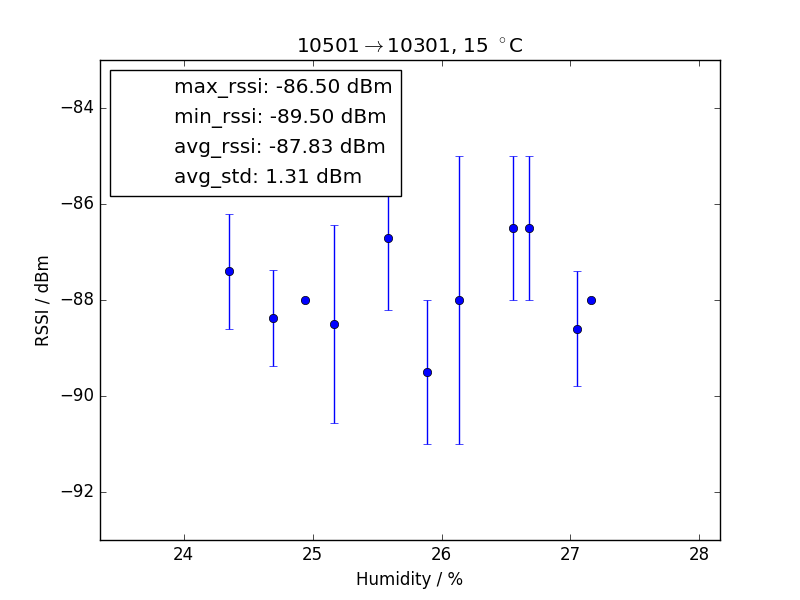 10501→10301, 15 °C
max_rssi: -86.50 dBm
min_rssi: -89.50 dBm
avg_rssi: -87.83 dBm
avg_std: 1.31 dBm
−84
−86
−88
−90
−92
RSSI / dBm
24 25 26 27 28
Humidity / %